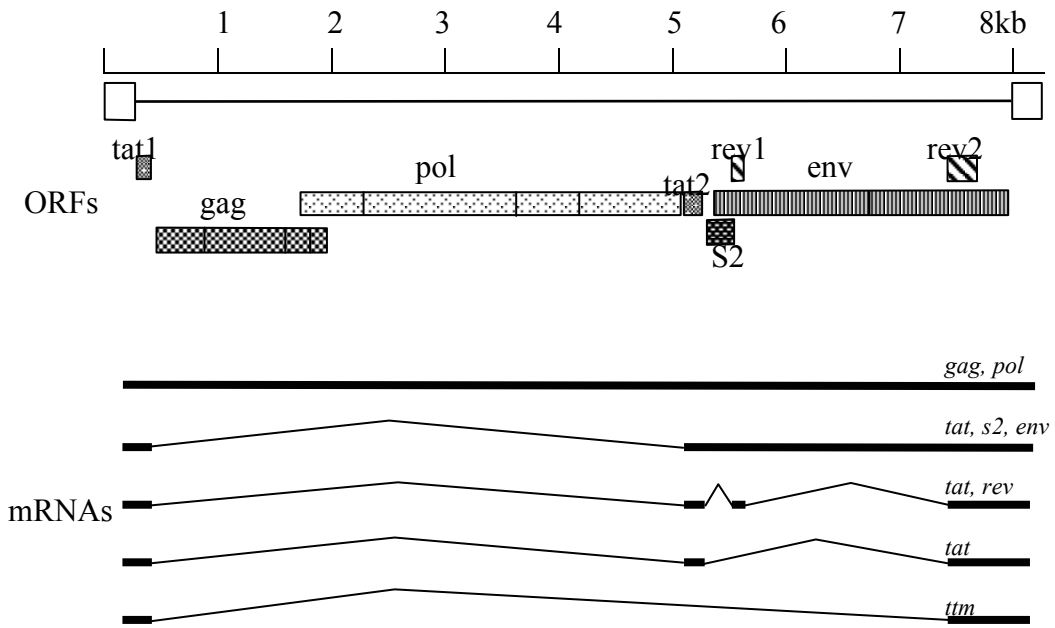 1 2 3 4 5 6 7 8kb
tat1 rev1 rev2
pol env
tat2
ORFs gag
S2
gag, pol
tat, s2, env
tat, rev
mRNAs
tat
ttm